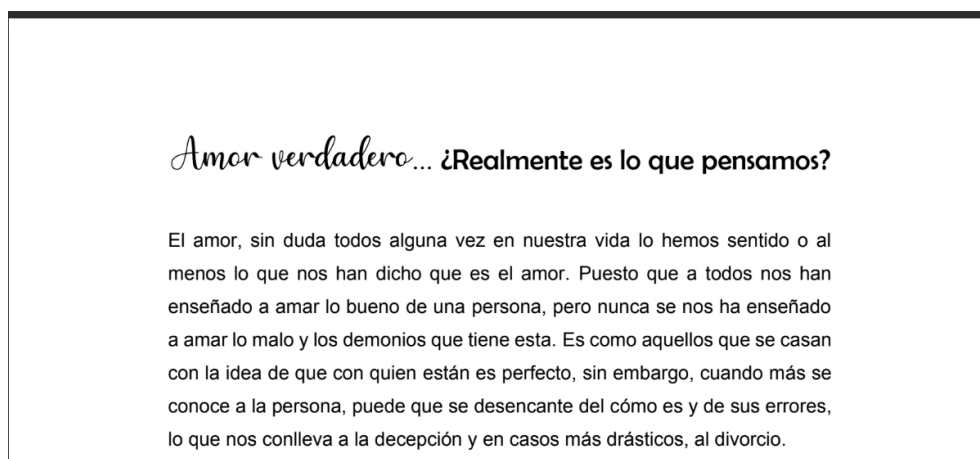 Amor verdadero... ¿Realmente es lo que pensamos?
El amor, sin duda todos alguna vez en nuestra vida lo hemos sentido o al
menos lo que nos han dicho que es el amor. Puesto que a todos nos han
enseñado a amar lo bueno de una persona, pero nunca se nos ha enseñado
a amar lo malo y los demonios que tiene esta. Es como aquellos que se casan
con la idea de que con quien están es perfecto, sin embargo, cuando más se
conoce a la persona, puede que se desencante del cómo es y de sus errores,
lo que nos conlleva a la decepción y en casos más drásticos, al divorcio.